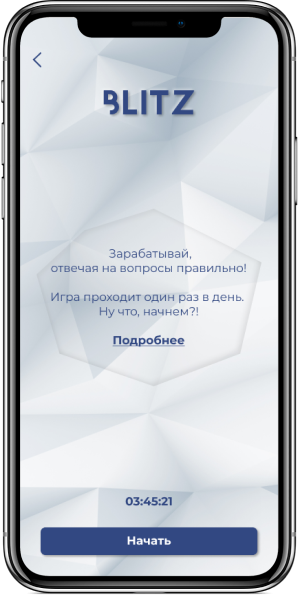 BLITZ
Зарабатывай,
отвечая на вопросы правильно!
Игра проходит один раз в день.
Ну что, начнем?!
Подробнее
03:45:21
Начать